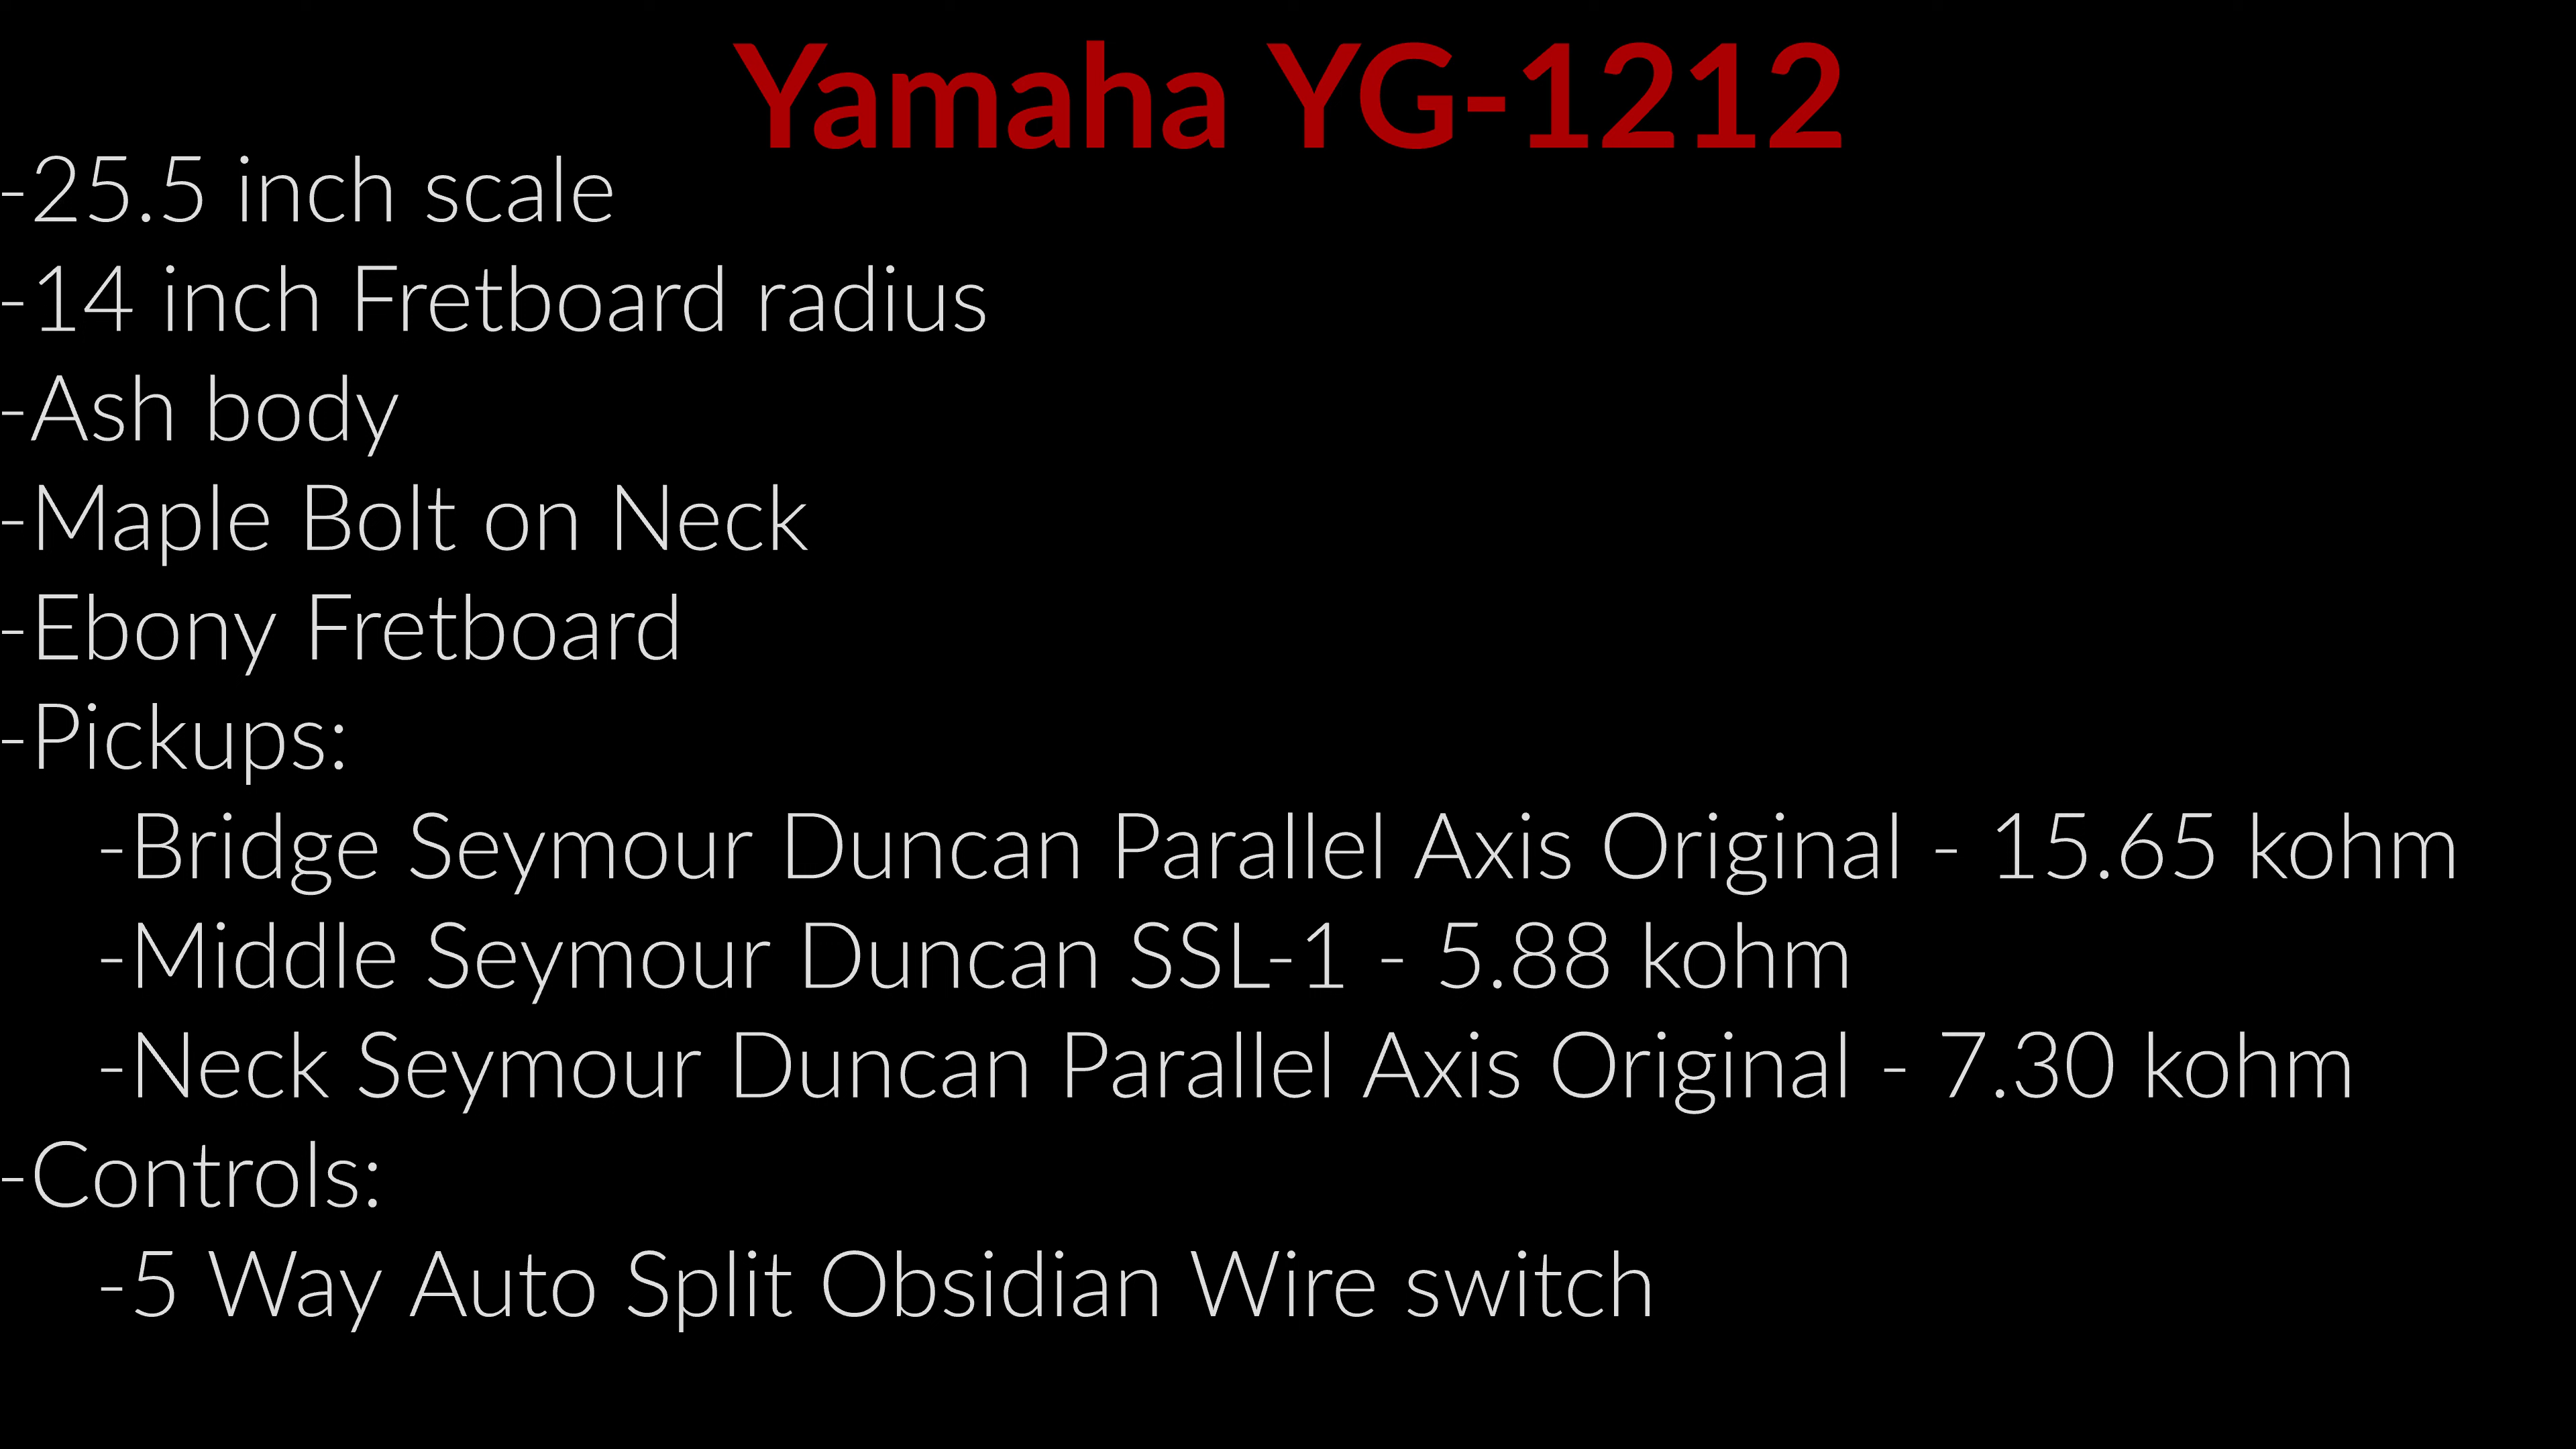 Yamaha YG-1212
-25.5 inch scale
-14 inch Fretboard radius
-Ash body
-Maple Bolt on Neck
-Ebony Fretboard
-Pickups:
-Bridge Seymour Duncan Parallel Axis Original - 15.65 kohm
-Middle Seymour Duncan SSL-1 - 5.88 kohm
-Neck Seymour Duncan Parallel Axis Original - 7.30 kohm
-Controls:
-5 Way Auto Split Obsidian Wire switch